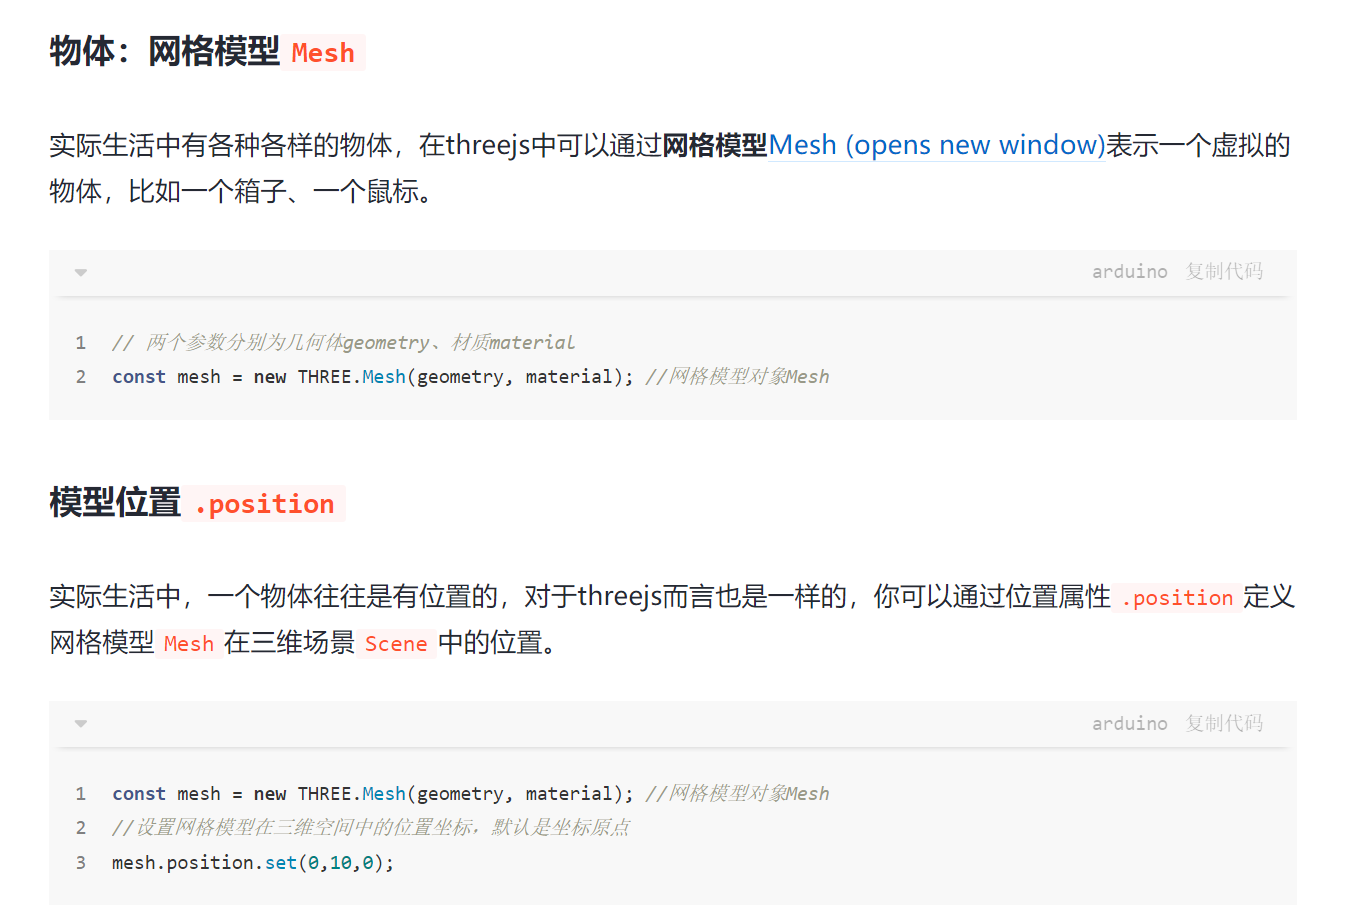 物体：网格模型 Mesh
实际生活中有各种各样的物体，在threejs中可以通过网格模型Mesh (opens new window)表示一个虚拟的
物体，比如一个箱子、一个鼠标。
arduino 复制代码
1 // 两个参数分别为几何体geometry、材质material
2 const mesh = new THREE.Mesh(geometry, material); //网格模型对象Mesh
模型位置 .position
实际生活中，一个物体往往是有位置的，对于threejs而言也是一样的，你可以通过位置属性 .position 定义
网格模型 Mesh 在三维场景 Scene 中的位置。
arduino 复制代码
1 const mesh = new THREE.Mesh(geometry, material); //网格模型对象Mesh
2 //设置网格模型在三维空间中的位置坐标，默认是坐标原点
3 mesh.position.set(0,10,0);